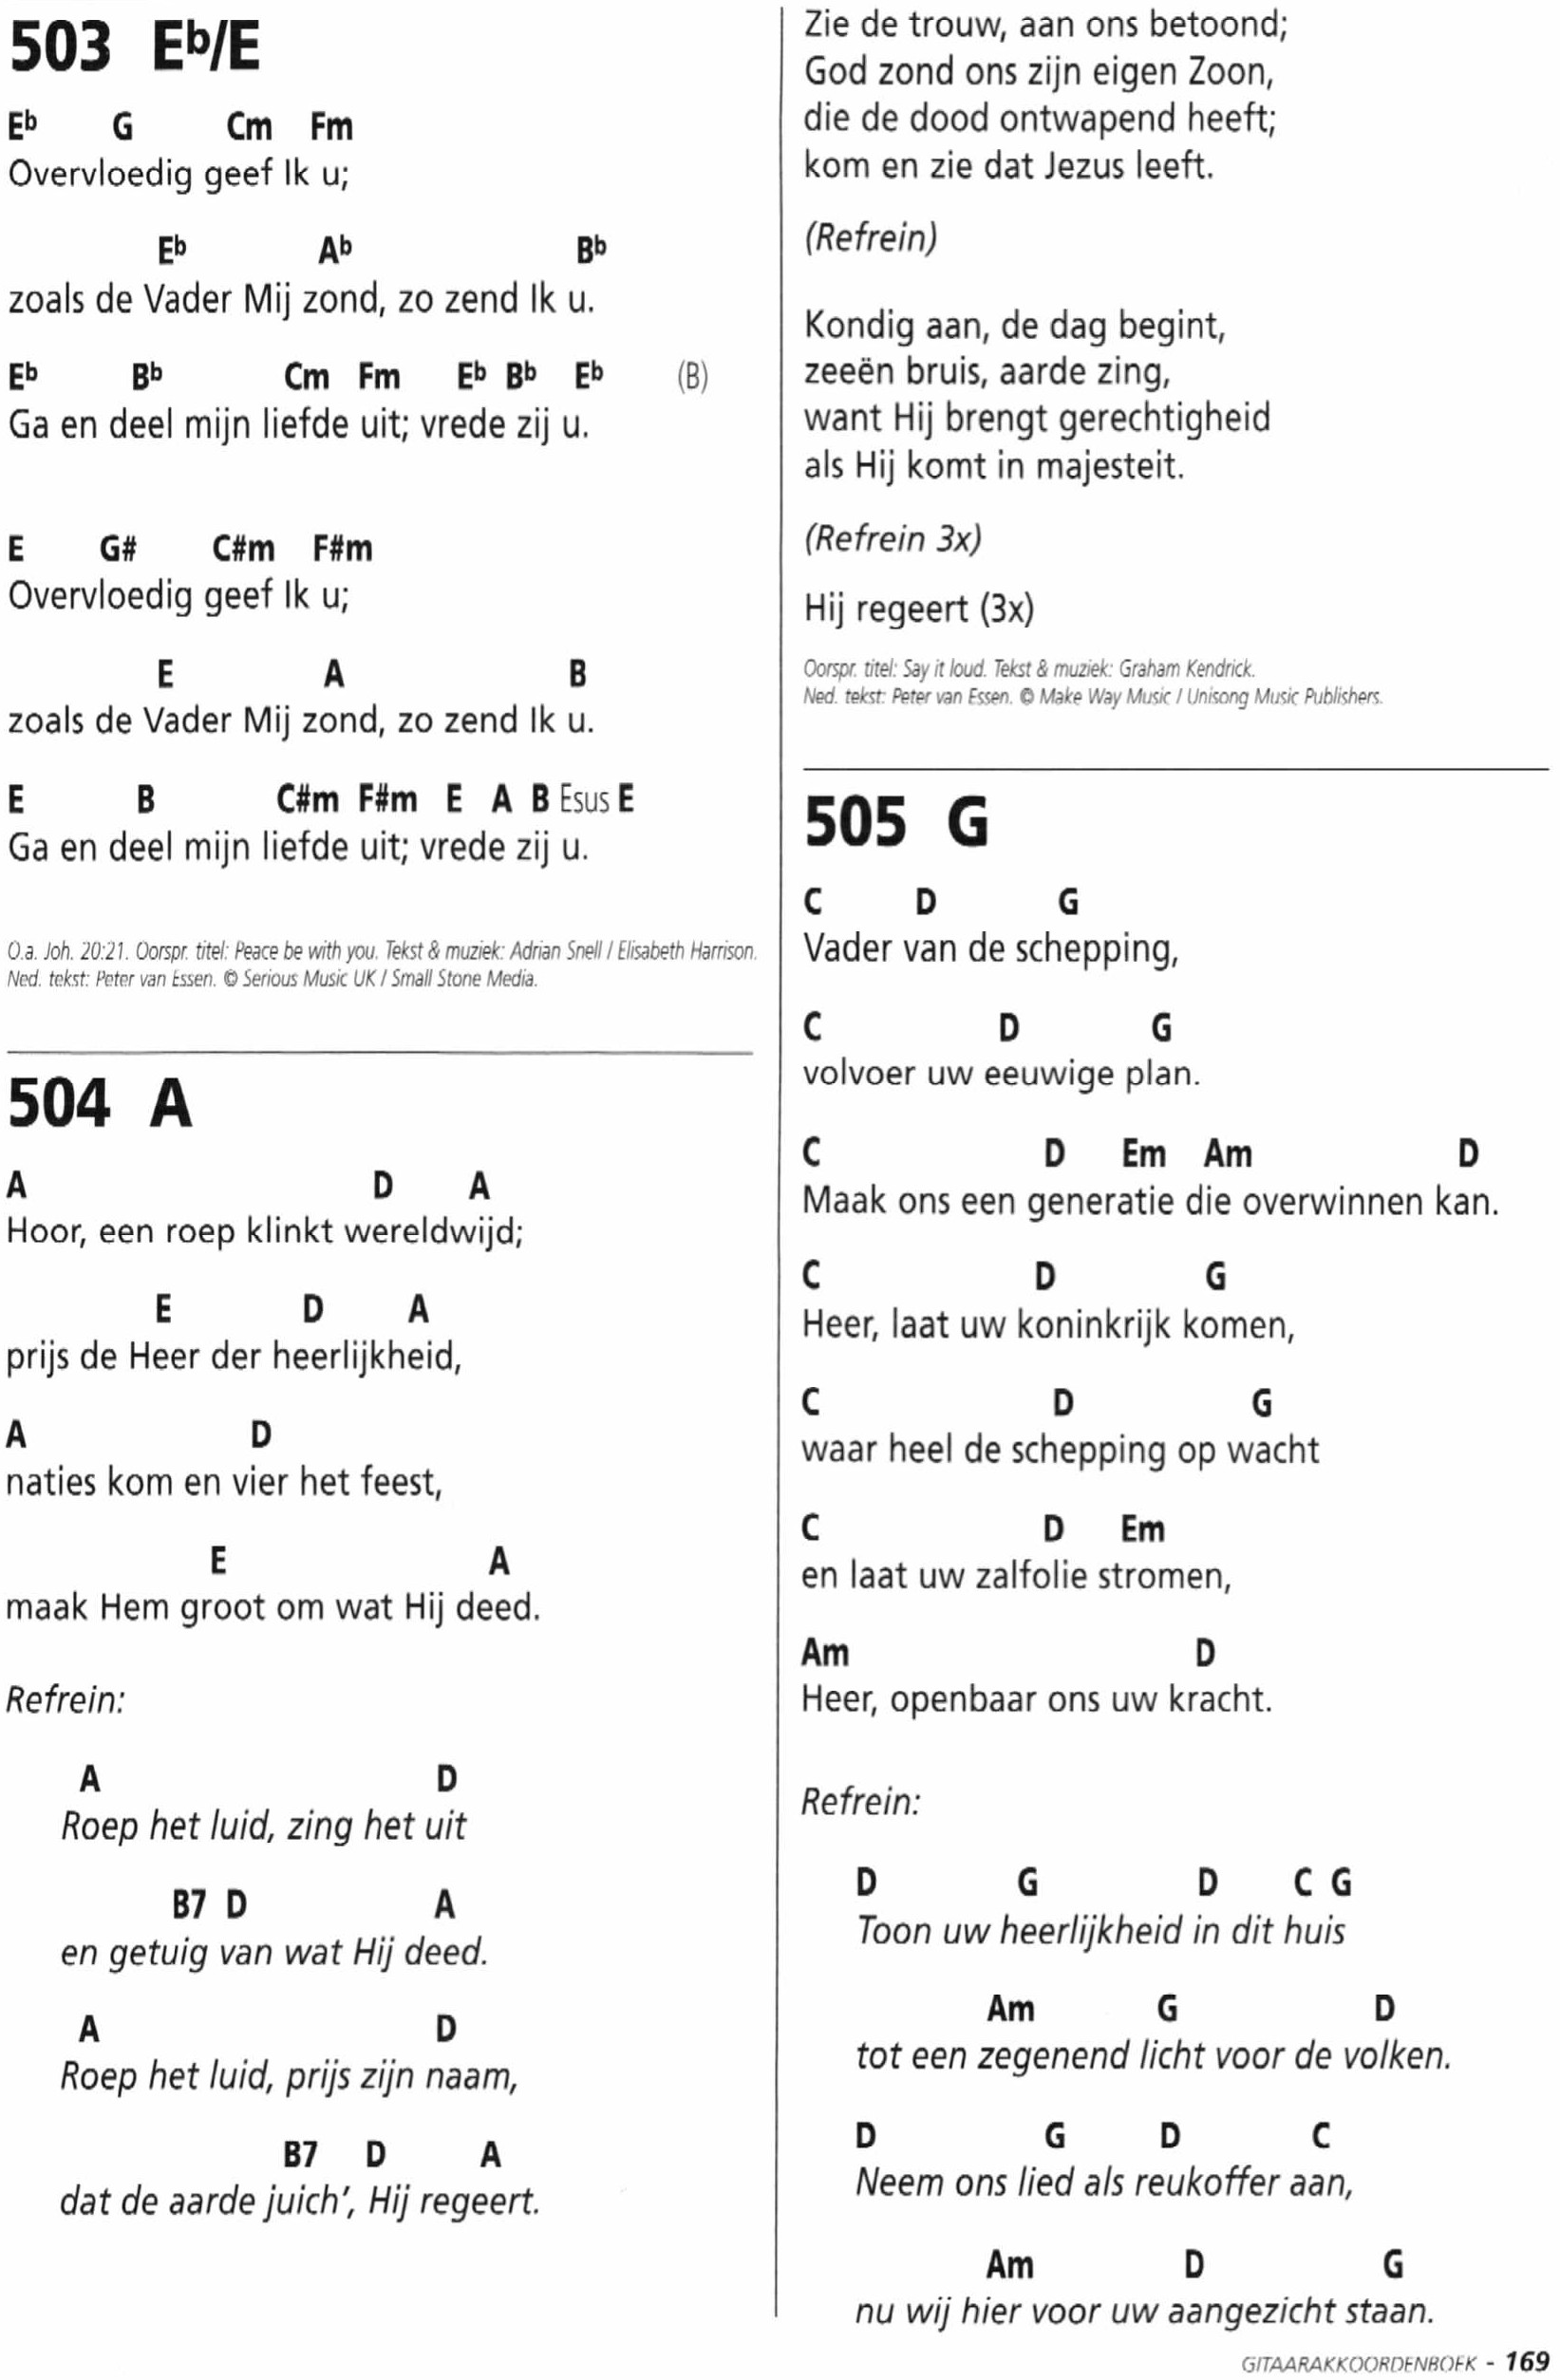 503 Eb/E
Eb G Cm Fm
Overvloedig geef Ik u;
Eb Ab Bb
zoals de Vader Mij zond, zo zend Ik u.
Eb Bb Cm Fm Eb Bb Eb (B)
Ga en deel mijn liefde uit; vrede zij u.
E G# C#m F#m
Overvloedig geef Ik u;
E A B
zoals de Vader Mij zond, zo zend Ik u.
E B C#m F#m E A B Esus E
Ga en deel mijn liefde uit; vrede zij u.
O.a. Joh. 20:21. Oorspr. titel: Peace be with you. Tekst & muziek: Adrian Snell / Elisabeth Harrison.
Ned. tekst: Peter van Essen. © Serious Music UK / Small Stone Media.
504 A
A D A
Hoor, een roep klinkt wereldwijd;
E D A
prijs de Heer der heerlijkheid,
A D
naties kom en vier het feest,
E A
maak Hem groot om wat Hij deed.
Refrein:
A D
Roep het luid, zing het uit
B7 D A
en getuig van wat Hij deed.
A D
Roep het luid, prijs zijn naam,
B7 D A
dat de aarde juich', Hij regeert.
Zie de trouw, aan ons betoond;
God zond ons zijn eigen Zoon,
die de dood ontwapend heeft;
kom en zie dat Jezus leeft.
(Refrein)
Kondig aan, de dag begint,
zeeën bruis, aarde zing,
want Hij brengt gerechtigheid
als Hij komt in majesteit.
(Refrein 3x)
Hij regeert (3x)
Oorspr. titel: Say it loud. Tekst & muziek: Graham Kendrick.
Ned. tekst: Peter van Essen. © Make Way Music / Unisong Music Publishers.
505 G
C D G
Vader van de schepping,
C D G
volvoer uw eeuwige plan.
C D Em Am D
Maak ons een generatie die overwinnen kan.
C D G
Heer, laat uw koninkrijk komen,
C D G
waar heel de schepping op wacht
C D Em
en laat uw zalfolie stromen,
Am D
Heer, openbaar ons uw kracht.
Refrein:
D G D C G
Toon uw heerlijkheid in dit huis
Am G D
tot een zegenend licht voor de volken.
D G D C
Neem ons lied als reukoffer aan,
Am D G
nu wij hier voor uw aangezicht staan.
GITAARAKKOORDENBOEK - 169